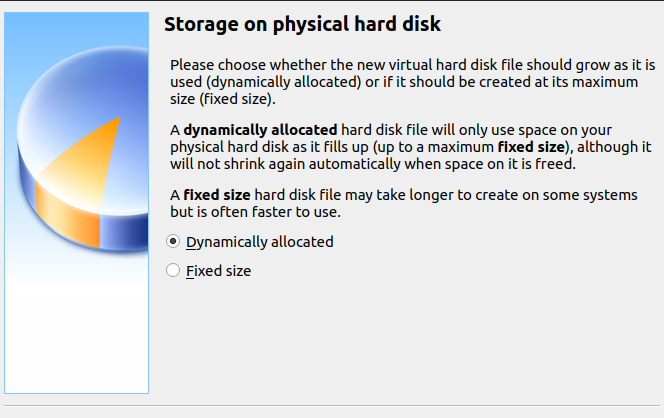 Storage on physical hard disk
Please choose whether the new virtual hard disk file should grow as it is
used (dynamically allocated) or if it should be created at its maximum
size (fixed size).
A dynamically allocated hard disk file will only use space on your
physical hard disk as it fills up (up to a maximum fixed size), although it
will not shrink again automatically when space on it is freed.
A fixed size hard disk file may take longer to create on some systems
but is often faster to use.
Dynamically allocated
Fixed size